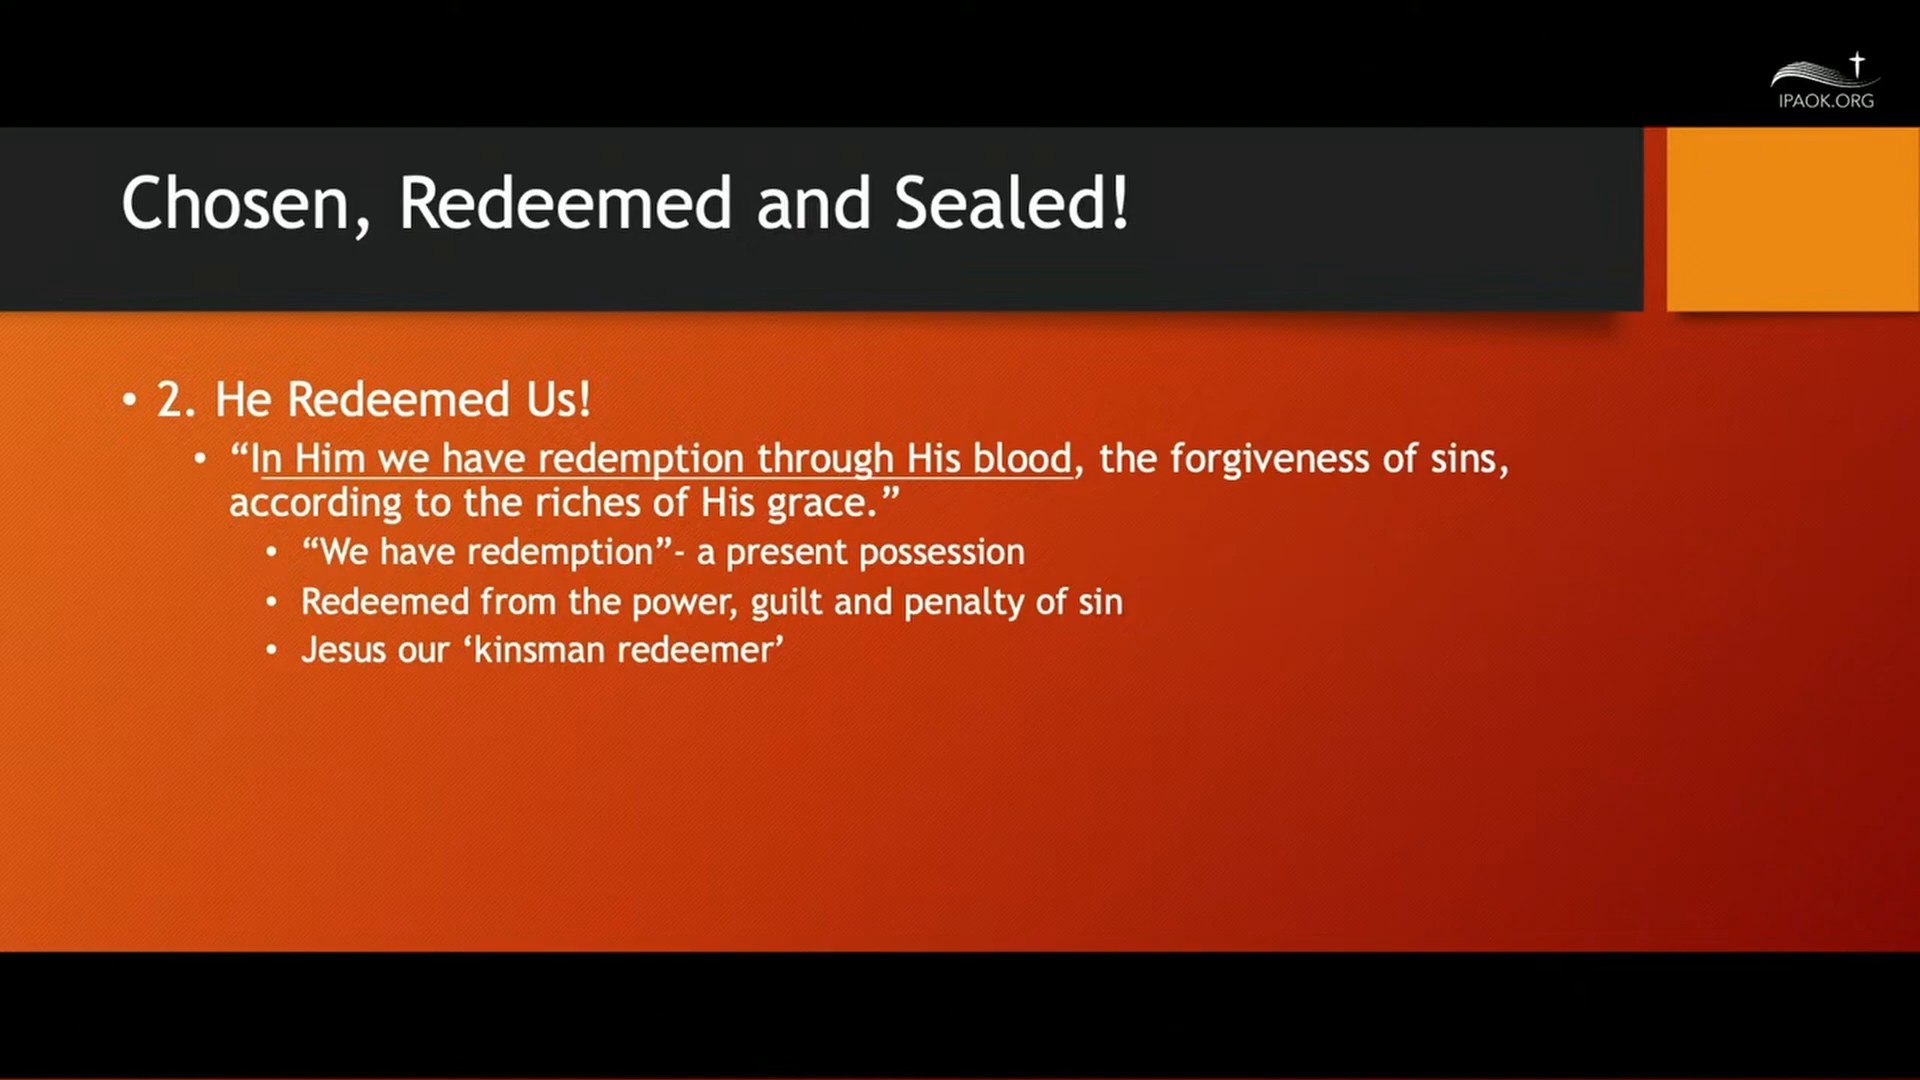 IPAOK.ORG
Chosen, Redeemed and Sealed!
• 2. He Redeemed Us!
• “In Him we have redemption through His blood, the forgiveness of sins,
according to the riches of His grace.”
• “We have redemption”- a present possession
• Redeemed from the power, guilt and penalty of sin
• Jesus our ‘kinsman redeemer’